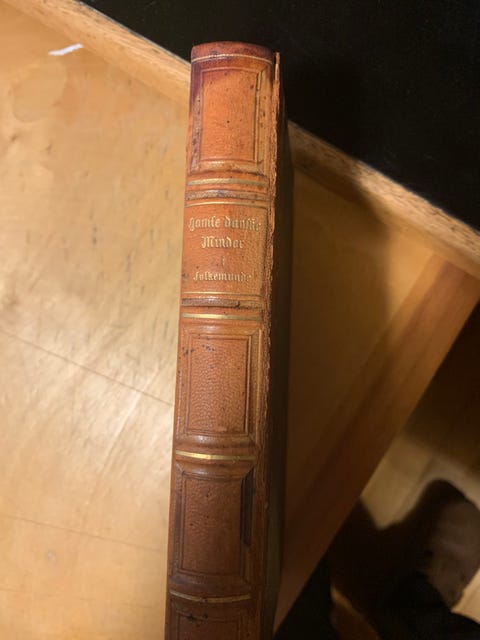 Gamle danske
Minder
i
Folkemunde